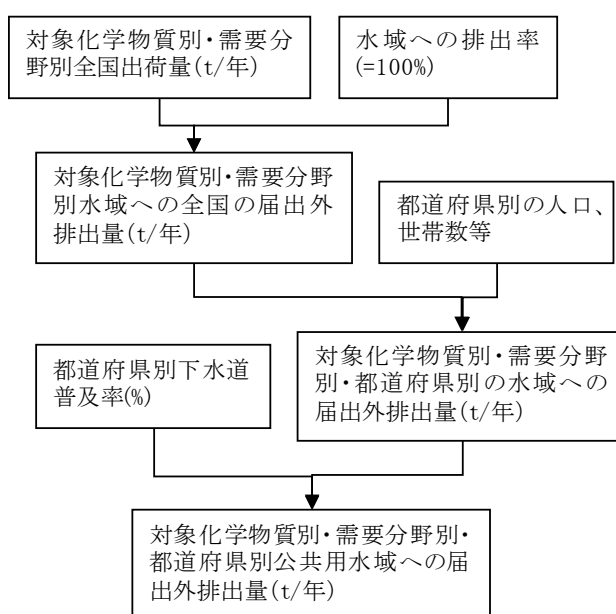 対象化学物質別・需要分
野別全国出荷量(t/年)
水域への排出率
(=100%)
対象化学物質別・需要分野
別水域への全国の届出外
排出量(t/年)
都道府県別の人口、
世帯数等
都道府県別下水道
普及率(%)
対象化学物質別・需要分野
別・都道府県別の水域への
届出外排出量(t/年)
対象化学物質別・需要分野別・
都道府県別公共用水域への届
出外排出量(t/年)